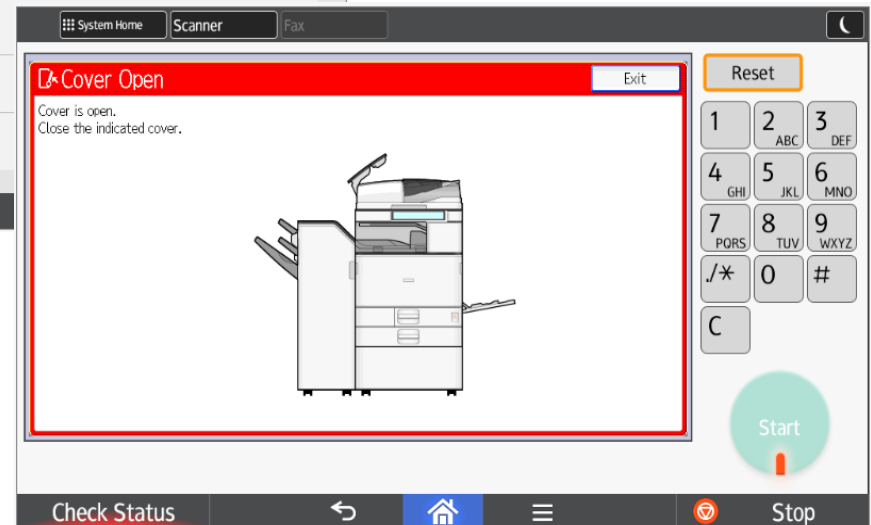 System Home
Scanner
Fax
Cover Open
Exit
Cover is open.
Close the indicated cover.
Reset
1
2 ABC
3 DEF
4 GHI
5 JKL
6 MNO
7 PQRS
8 TUV
9 WXYZ
./*
0
#
C
Start
Check Status
Stop